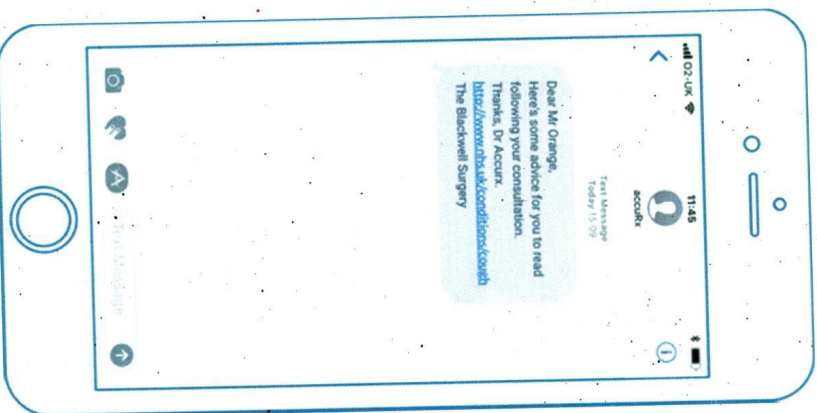 O2-UK 11:45
accuRx
Text Message
Today 15:09
Dear Mr Orange,
Here's some advice for you to read
following your consultation.
Thanks, Dr Accurx.
http://www.nhs.uk/conditions/cough
The Blackwell Surgery
Text Message